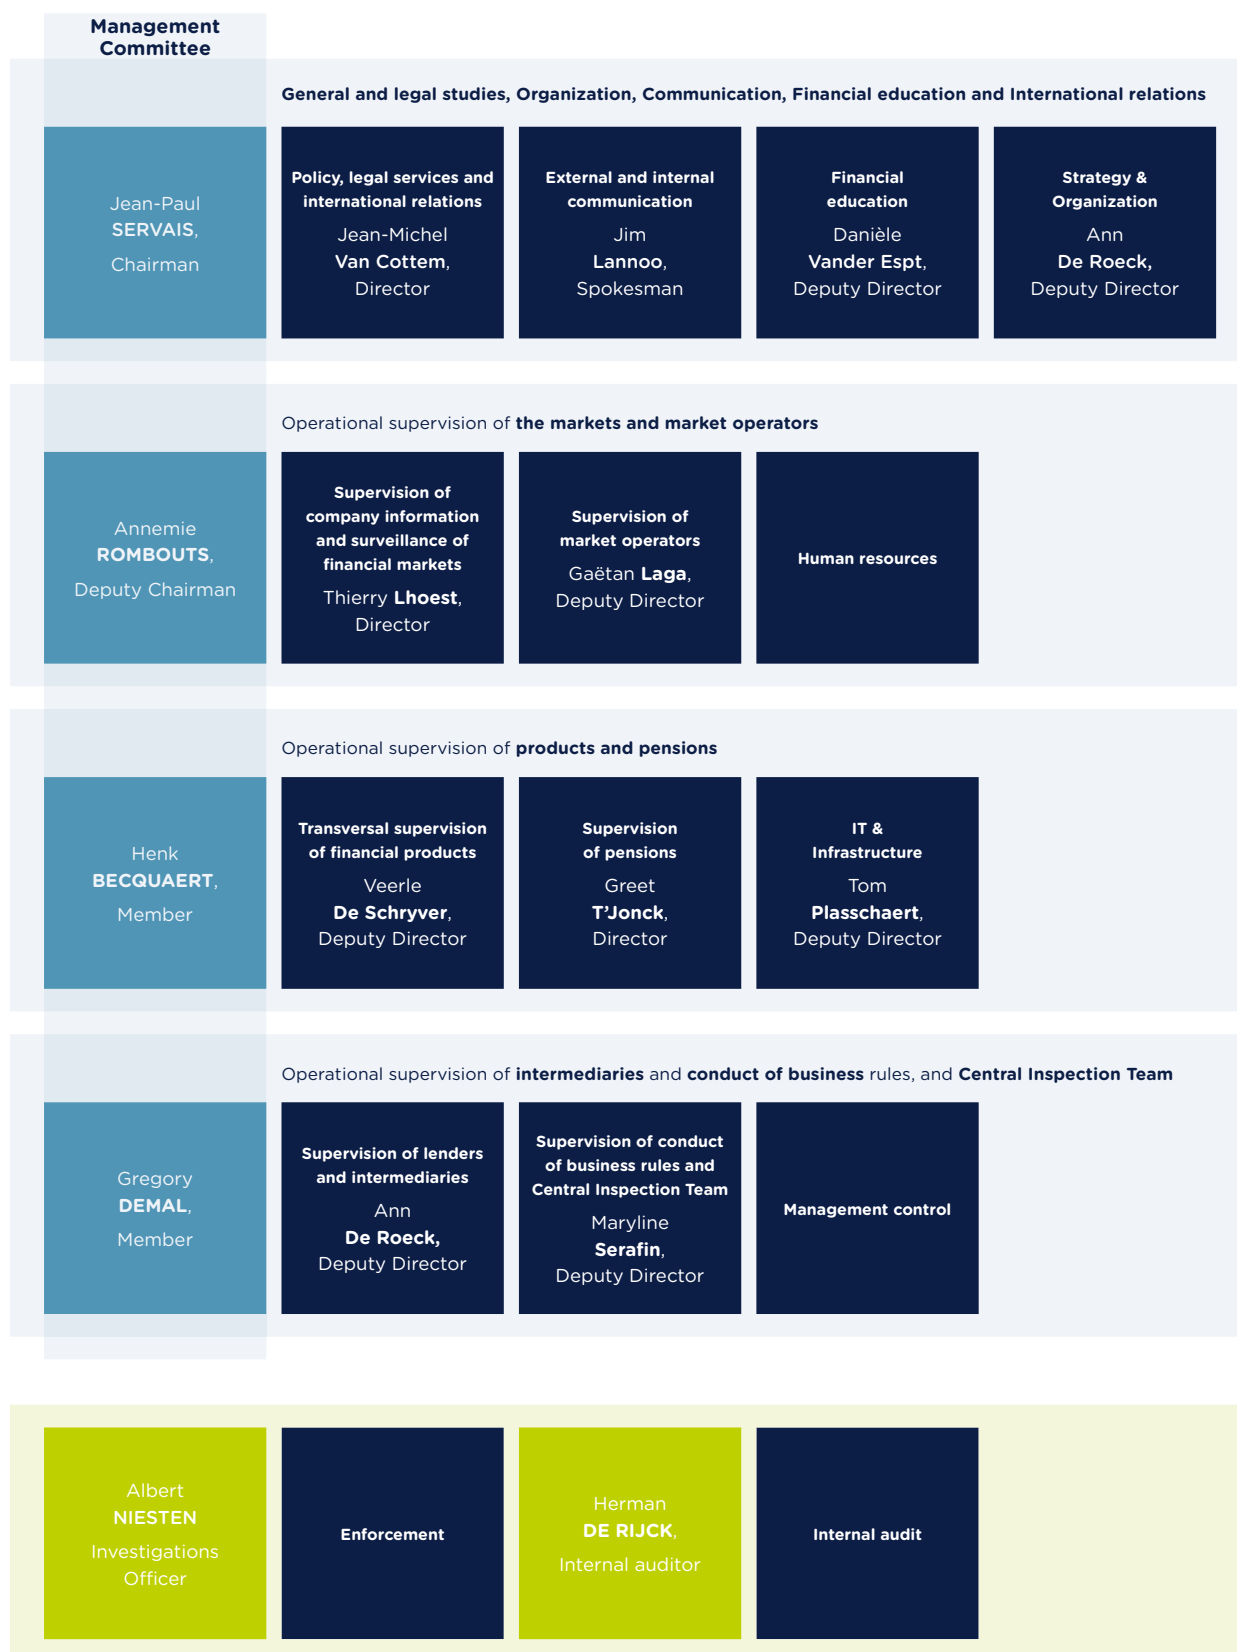 Management
Committee
General and legal studies, Organization, Communication, Financial education and International relations
Jean-Paul
SERVAIS,
Chairman
Policy, legal services and
international relations
Jean-Michel
Van Cottem,
Director
External and internal
communication
Jim
Lannoo,
Spokesman
Financial
education
Danièle
Vander Espt,
Deputy Director
Strategy &
Organization
Ann
De Roeck,
Deputy Director
Operational supervision of the markets and market operators
Annemie
ROMBOUTS,
Deputy Chairman
Supervision of
company information
and surveillance of
financial markets
Thierry Lhoest,
Director
Supervision of
market operators
Gaëtan Laga,
Deputy Director
Human resources
Operational supervision of products and pensions
Henk
BECQUAERT,
Member
Transversal supervision
of financial products
Veerle
De Schryver,
Deputy Director
Supervision
of pensions
Greet
T’Jonck,
Director
IT &
Infrastructure
Tom
Plasschaert,
Deputy Director
Operational supervision of intermediaries and conduct of business rules, and Central Inspection Team
Gregory
DEMAL,
Member
Supervision of lenders
and intermediaries
Ann
De Roeck,
Deputy Director
Supervision of conduct
of business rules and
Central Inspection Team
Maryline
Serafin,
Deputy Director
Management control
Albert
NIESTEN
Investigations
Officer
Enforcement
Herman
DE RIJCK,
Internal auditor
Internal audit